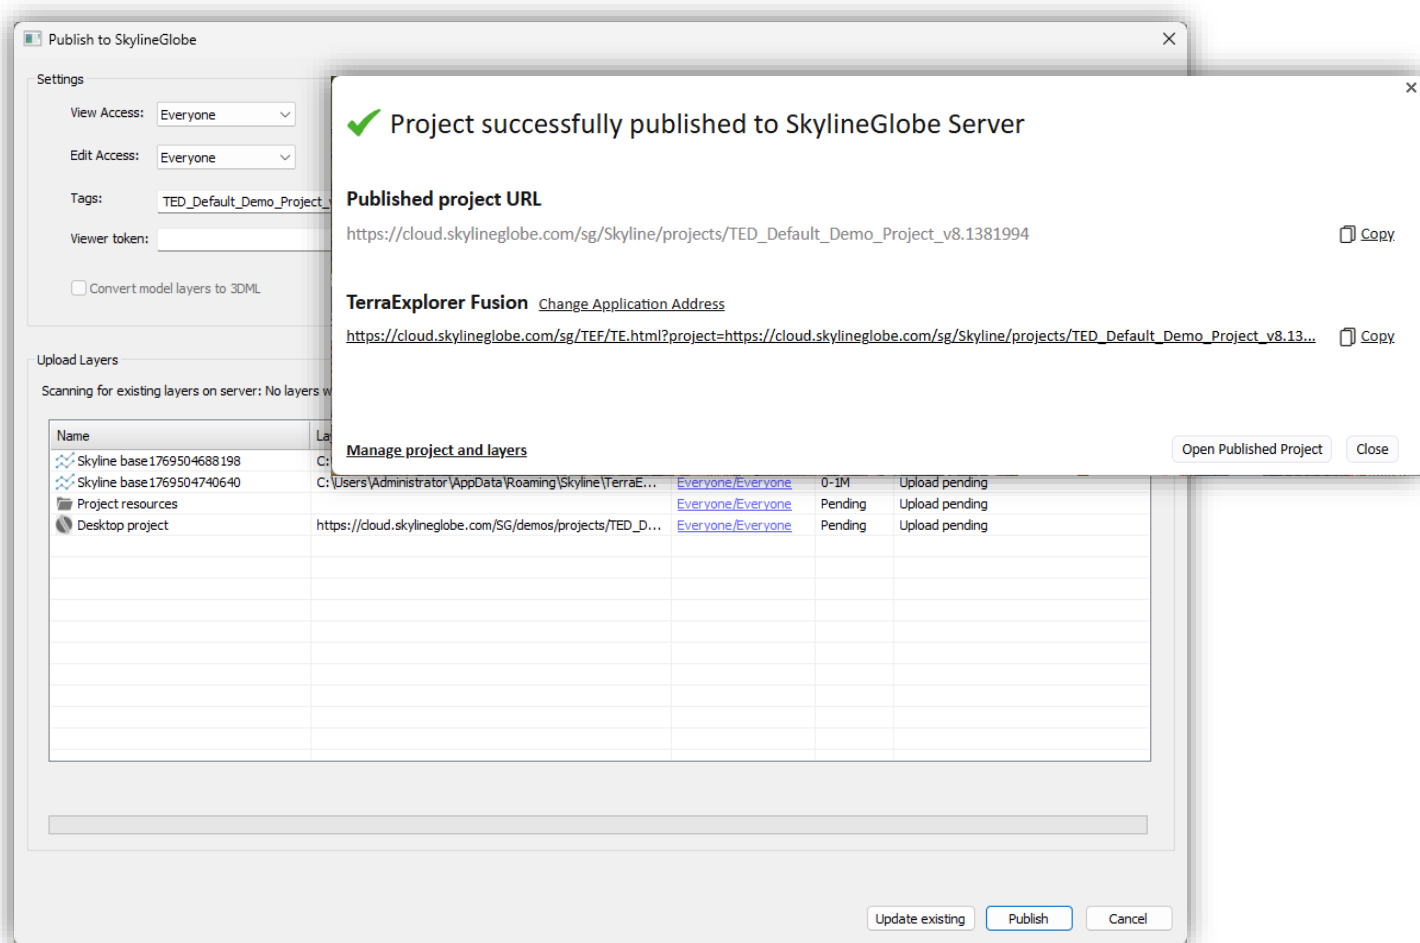 Publish to SkylineGlobe
Settings
View Access: Everyone
Edit Access: Everyone
Tags: TED_Default_Demo_Project_
Viewer token:
Convert model layers to 3DML
Project successfully published to SkylineGlobe Server
Published project URL
https://cloud.skylineglobe.com/sg/Skyline/projects/TED_Default_Demo_Project_v8.1381994 Copy
TerraExplorer Fusion Change Application Address
https://cloud.skylineglobe.com/sg/TEF/TE.html?project=https://cloud.skylineglobe.com/sg/Skyline/projects/TED_Default_Demo_Project_v8.13... Copy
Manage project and layers Open Published Project Close
Upload Layers
Scanning for existing layers on server: No layers w
Name La
Skyline base1769504688198 C:
Skyline base1769504740640 C:\Users\Administrator\AppData\Roaming\Skyline\TerraE... Everyone/Everyone 0-1M Upload pending
Project resources Everyone/Everyone Pending Upload pending
Desktop project https://cloud.skylineglobe.com/SG/demos/projects/TED_D... Everyone/Everyone Pending Upload pending
Update existing Publish Cancel